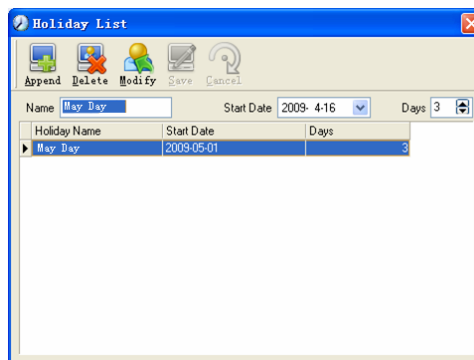 Holiday List
Append Delete Modify Save Cancel
Name May Day Start Date 2009- 4-16 Days 3
Holiday Name Start Date Days
May Day 2009-05-01 3